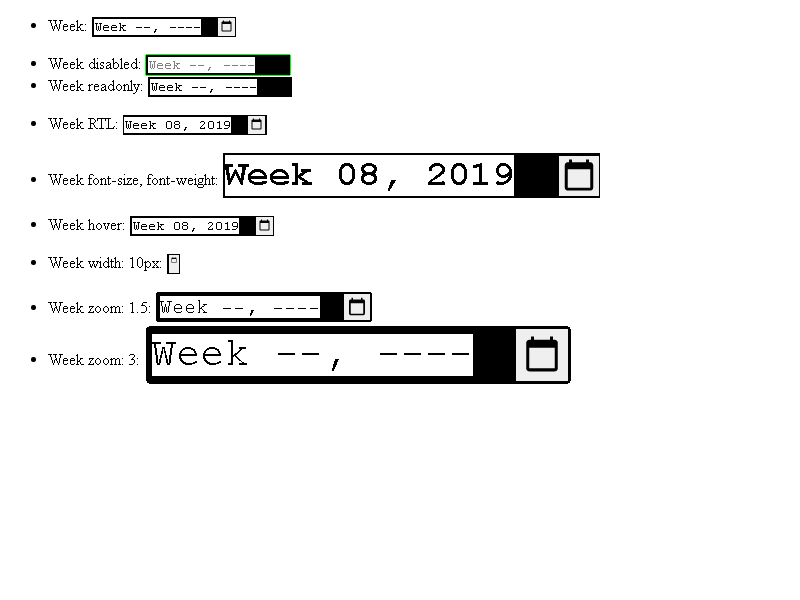 Week: Week --, ----
Week disabled: Week --, ----
Week readonly: Week --, ----
Week RTL: Week 08, 2019
Week font-size, font-weight: Week 08, 2019
Week hover: Week 08, 2019
Week width: 10px:
Week zoom: 1.5: Week --, ----
Week zoom: 3: Week --, ----